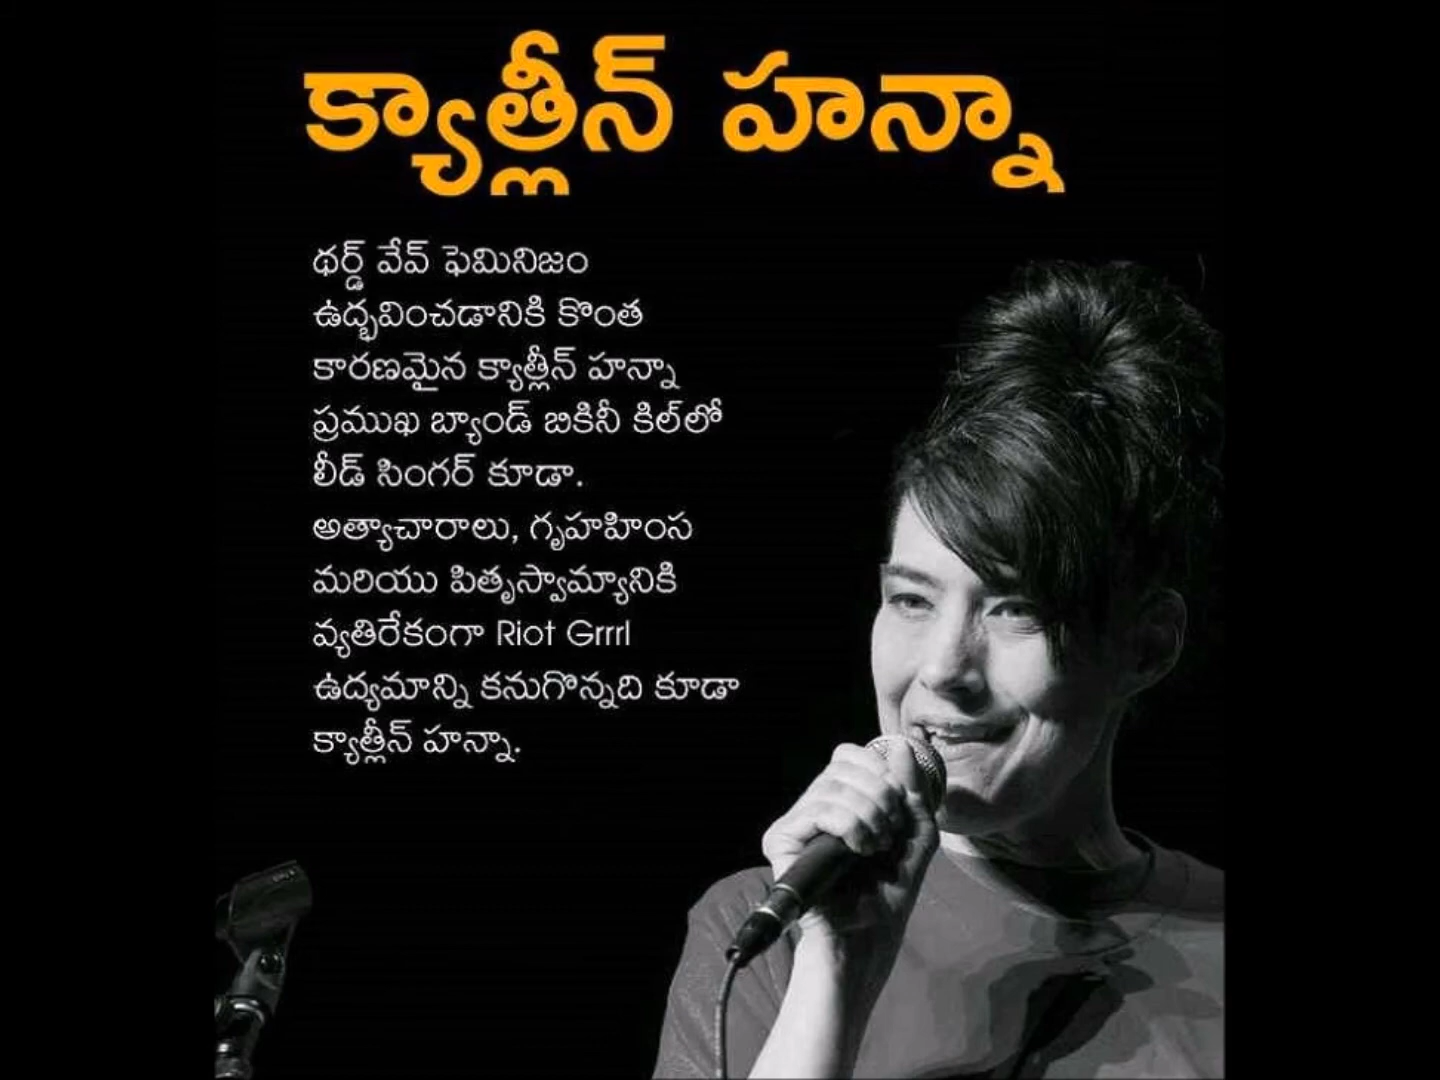 క్యాత్లీన్ హన్నా
థర్డ్ వేవ్ ఫెమినిజం
ఉద్భవించడానికి కొంత
కారణమైన క్యాత్లీన్ హన్నా
ప్రముఖ బ్యాండ్ బికినీ కిల్‌లో
లీడ్ సింగర్ కూడా.
అత్యాచారాలు, గృహహింస
మరియు పితృస్వామ్యానికి
వ్యతిరేకంగా Riot Grrrl
ఉద్యమాన్ని కనుగొన్నది కూడా
క్యాత్లీన్ హన్నా.